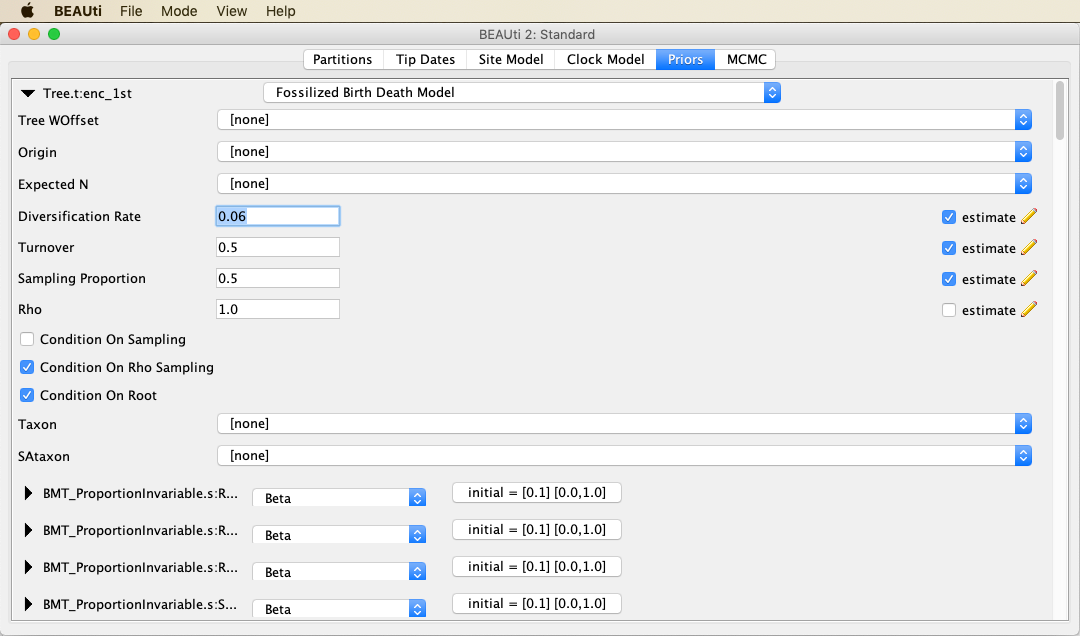 BEAUti File Mode View Help
BEAUti 2: Standard
Partitions Tip Dates Site Model Clock Model Priors MCMC
Tree.t:enc_1st Fossilized Birth Death Model
Tree WOffset [none]
Origin [none]
Expected N [none]
Diversification Rate 0.06 estimate
Turnover 0.5 estimate
Sampling Proportion 0.5 estimate
Rho 1.0 estimate
Condition On Sampling
Condition On Rho Sampling
Condition On Root
Taxon [none]
SAtaxon [none]
BMT_ProportionInvariable.s:R... Beta initial = [0.1] [0.0,1.0]
BMT_ProportionInvariable.s:R... Beta initial = [0.1] [0.0,1.0]
BMT_ProportionInvariable.s:R... Beta initial = [0.1] [0.0,1.0]
BMT_ProportionInvariable.s:S... Beta initial = [0.1] [0.0,1.0]